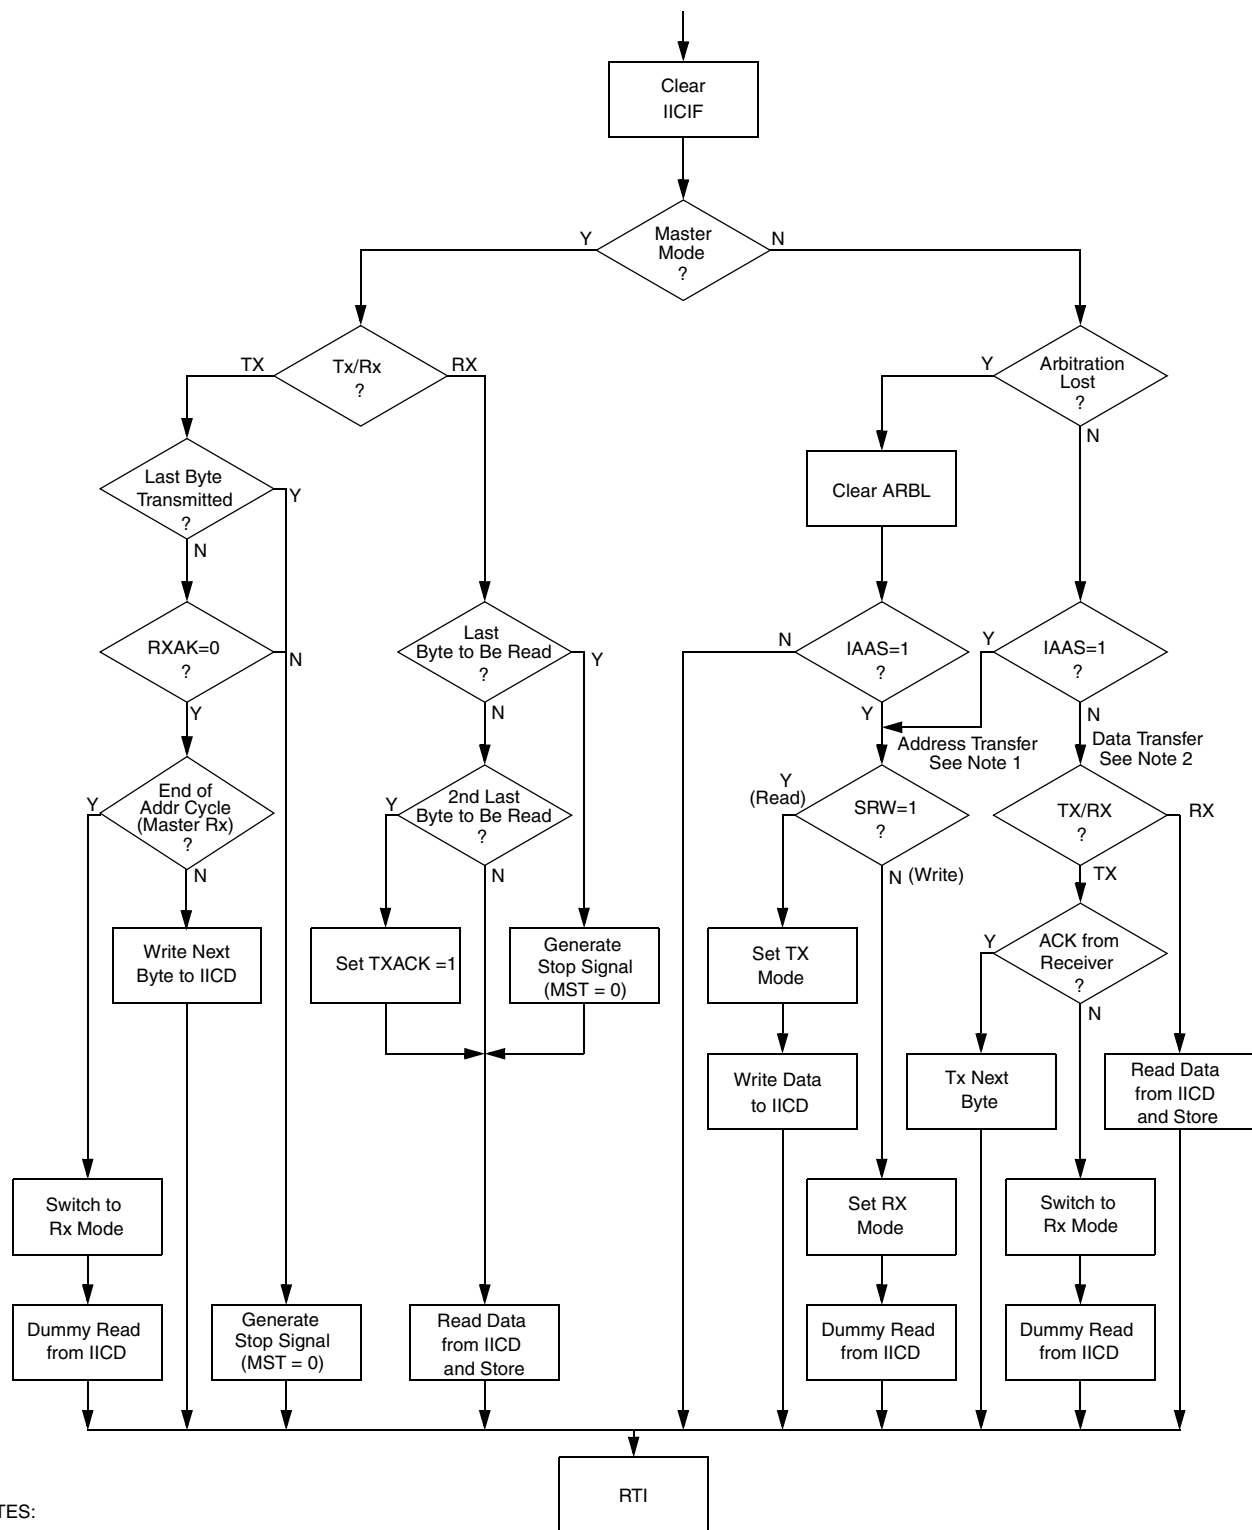 Clear
IICIF
Master
Mode
?
Y
N
Tx/Rx
?
TX
RX
Arbitration
Lost
?
Y
N
Last Byte
Transmitted
?
Y
N
Clear ARBL
RXAK=0
?
N
Y
Last
Byte to Be Read
?
Y
N
IAAS=1
?
N
Y
IAAS=1
?
Y
N
Address Transfer
See Note 1
Data Transfer
See Note 2
End of
Addr Cycle
(Master Rx)
?
Y
N
2nd Last
Byte to Be Read
?
Y
N
Y
(Read)
SRW=1
?
N (Write)
TX/RX
?
RX
TX
Write Next
Byte to IICD
Set TXACK =1
Generate
Stop Signal
(MST = 0)
Set TX
Mode
ACK from
Receiver
?
Y
N
Write Data
to IICD
Tx Next
Byte
Read Data
from IICD
and Store
Switch to
Rx Mode
Set RX
Mode
Switch to
Rx Mode
Dummy Read
from IICD
Generate
Stop Signal
(MST = 0)
Read Data
from IICD
and Store
Dummy Read
from IICD
Dummy Read
from IICD
RTI
TES: